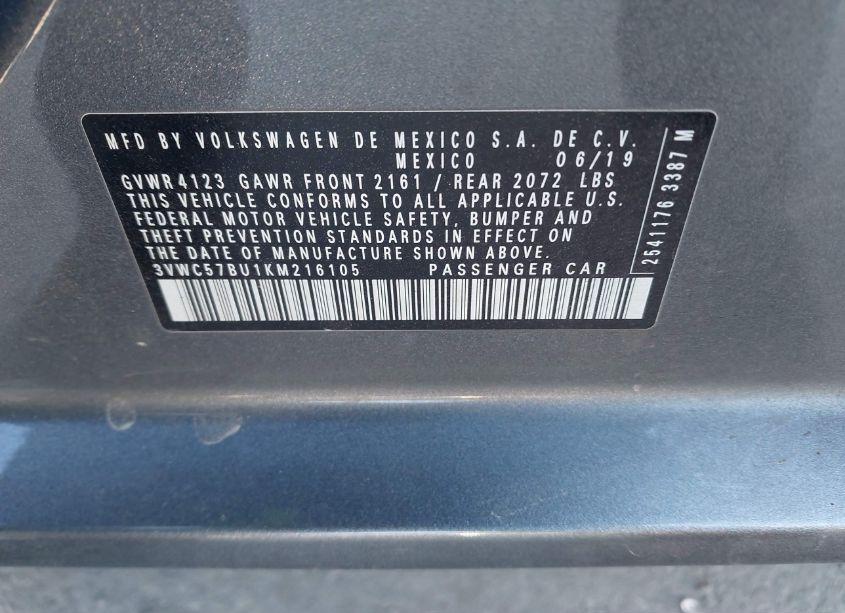 MFD BY VOLKSWAGEN DE MEXICO S.A. DE C.V.
MEXICO 06/19
GVWR 4123 GAWR FRONT 2161 / REAR 2072 LBS
THIS VEHICLE CONFORMS TO ALL APPLICABLE U.S.
FEDERAL MOTOR VEHICLE SAFETY, BUMPER AND
THEFT PREVENTION STANDARDS IN EFFECT ON
THE DATE OF MANUFACTURE SHOWN ABOVE.
3VWC57BU1KM216105 PASSENGER CAR
2541176 3387 M